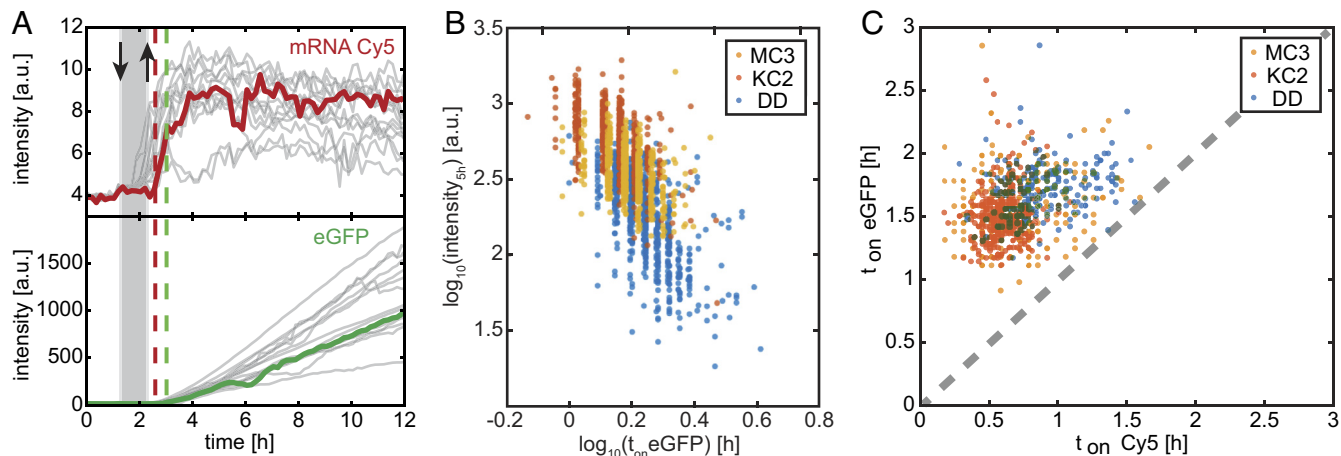 A
intensity [a.u.]
12
10
8
6
4
mRNA Cy5
intensity [a.u.]
1500
1000
500
0
eGFP
0 2 4 6 8 10 12
time [h]
B
log10(intensity5h) [a.u.]
3.5
3
2.5
2
1.5
MC3
KC2
DD
-0.2 0 0.2 0.4 0.6 0.8
log10(ton eGFP) [h]
C
t on eGFP [h]
3
2.5
2
1.5
1
0.5
0
MC3
KC2
DD
0 0.5 1 1.5 2 2.5 3
t on Cy5 [h]